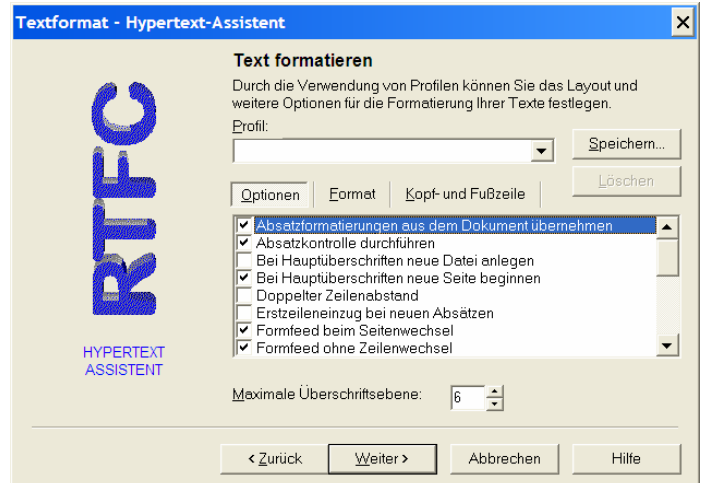 Textformat - Hypertext-Assistent
Text formatieren
Durch die Verwendung von Profilen können Sie das Layout und
weitere Optionen für die Formatierung Ihrer Texte festlegen.
Profil:
Speichern...
Löschen
Optionen
Format
Kopf- und Fußzeile
Absatzformatierungen aus dem Dokument übernehmen
Absatzkontrolle durchführen
Bei Hauptüberschriften neue Datei anlegen
Bei Hauptüberschriften neue Seite beginnen
Doppelter Zeilenabstand
Erstzeileneinzug bei neuen Absätzen
Formfeed beim Seitenwechsel
Formfeed ohne Zeilenwechsel
RTFC
HYPERTEXT
ASSISTENT
Maximale Überschriftsebene: 6
< Zurück
Weiter >
Abbrechen
Hilfe